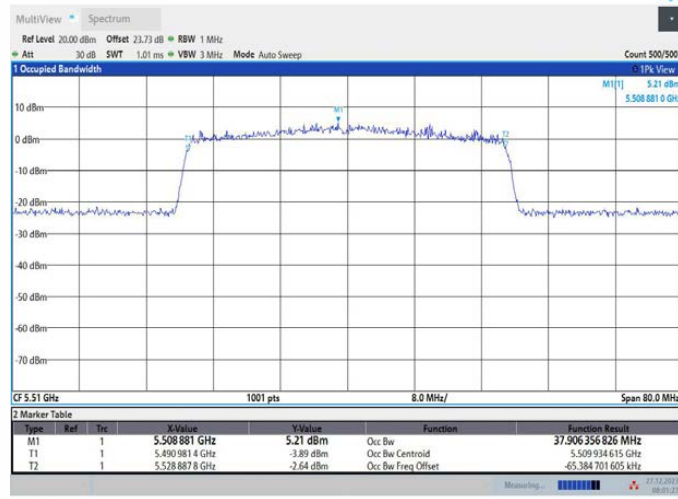 MultiView Spectrum
Ref Level 20.00 dBm Offset 23.73 dB RBW 1 MHz
Att 30 dB SWT 1.01 ms VBW 3 MHz Mode Auto Sweep Count 500/500
1 Occupied Bandwidth 1Pk View
M1[1] 5.21 dBm
5.508 881 0 GHz
10 dBm
M1
T1
T2
0 dBm
-10 dBm
-20 dBm
-30 dBm
-40 dBm
-50 dBm
-60 dBm
-70 dBm
CF 5.51 GHz 1001 pts 8.0 MHz/ Span 80.0 MHz
2 Marker Table
Type Ref Trc X-Value Y-Value Function Function Result
M1 1 5.508 881 GHz 5.21 dBm Occ Bw 37.906 356 826 MHz
T1 1 5.490 981 4 GHz -3.89 dBm Occ Bw Centroid 5.509 934 615 GHz
T2 1 5.528 887 8 GHz -2.64 dBm Occ Bw Freq Offset -65.384 701 605 kHz
Measuring...